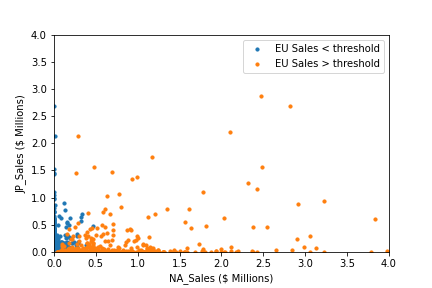 EU Sales < threshold
EU Sales > threshold
4.0
3.5
3.0
2.5
2.0
1.5
1.0
0.5
0.0
JP_Sales ($ Millions)
0.0 0.5 1.0 1.5 2.0 2.5 3.0 3.5 4.0
NA_Sales ($ Millions)